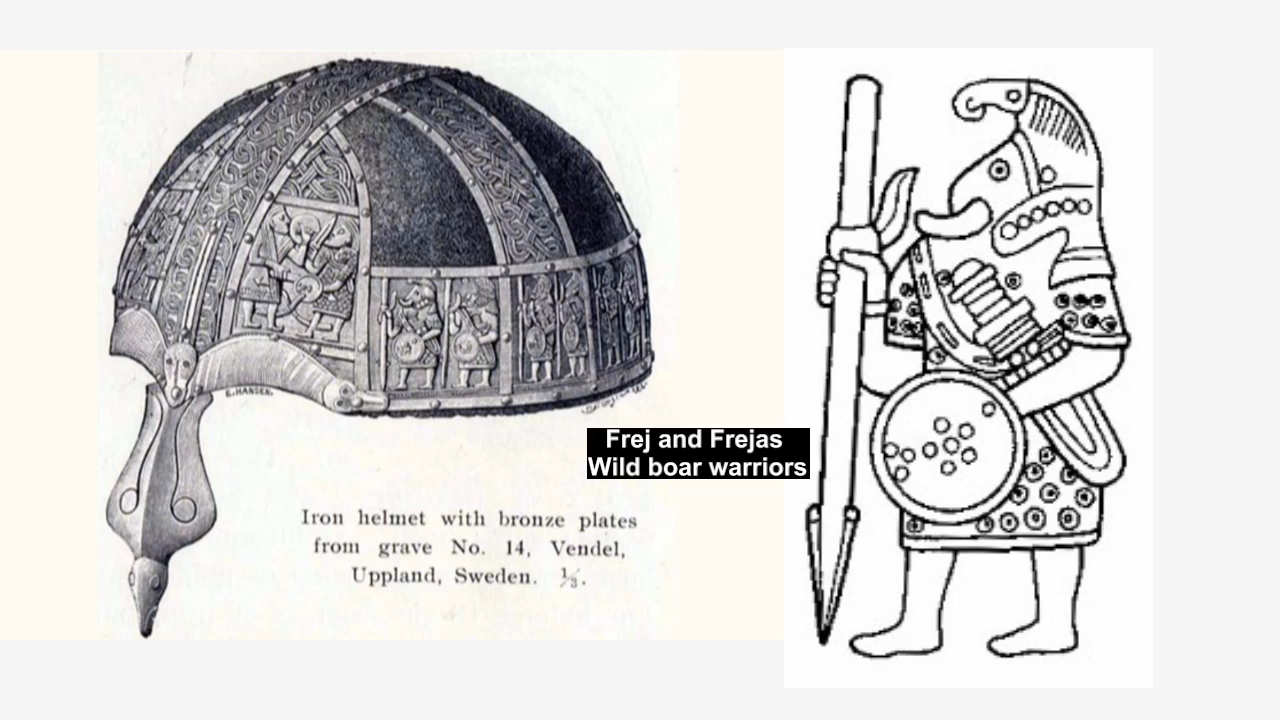 Frej and Frejas
Wild boar warriors
E. HANSEN.
Iron helmet with bronze plates
from grave No. 14, Vendel,
Uppland, Sweden. ⅓.